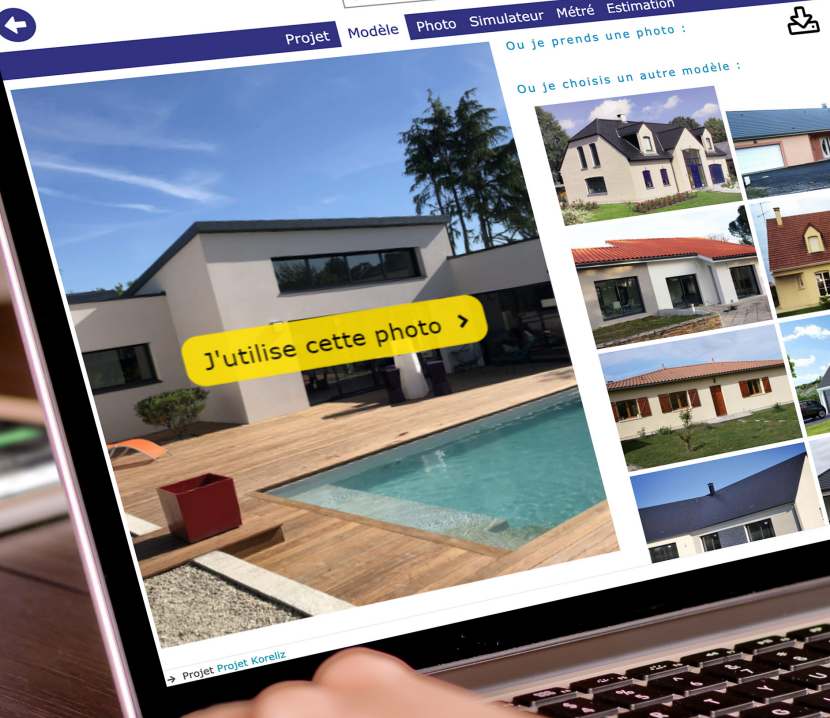 Projet Modèle Photo Simulateur Métré Estimation
Ou je prends une photo :
Ou je choisis un autre modèle :
J'utilise cette photo >
→ Projet Projet Koreliz